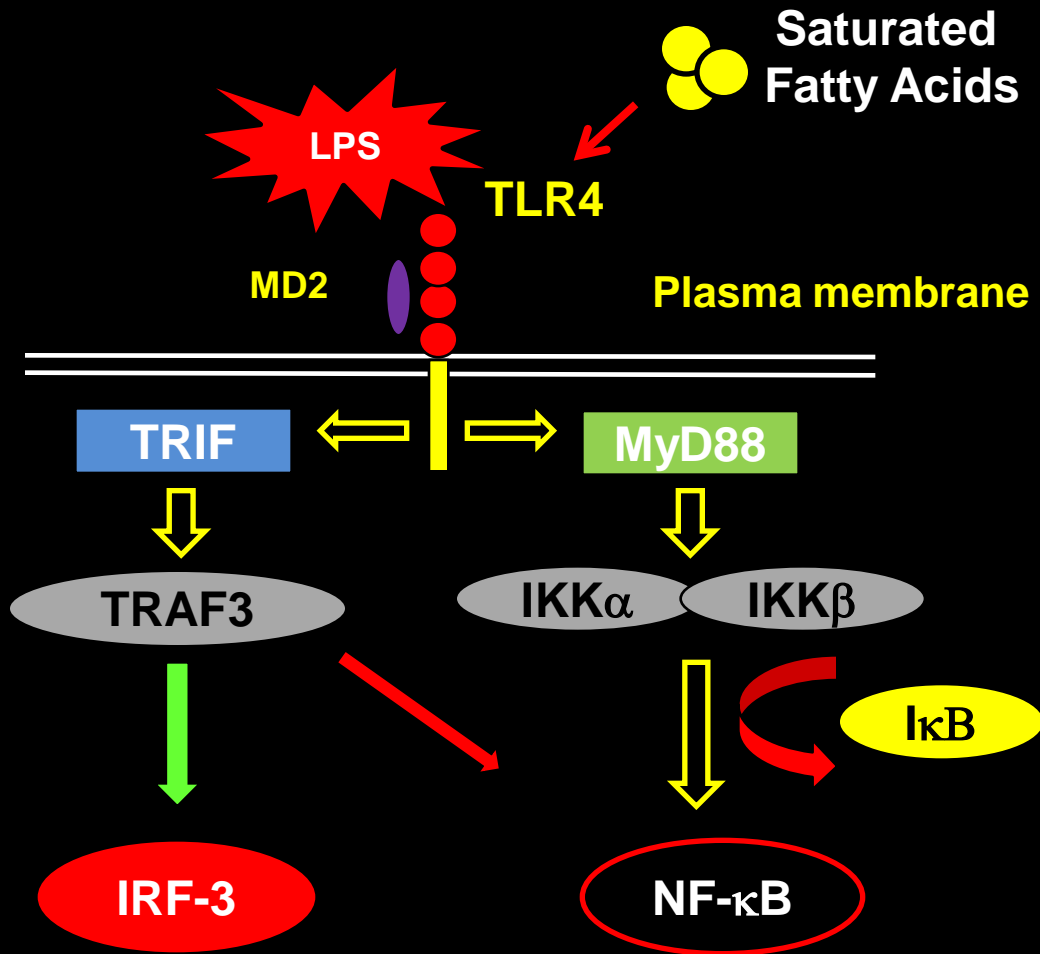 Saturated
Fatty Acids
LPS
TLR4
MD2
Plasma membrane
TRIF
MyD88
TRAF3
IKKα
IKKβ
IκB
IRF-3
NF-κB